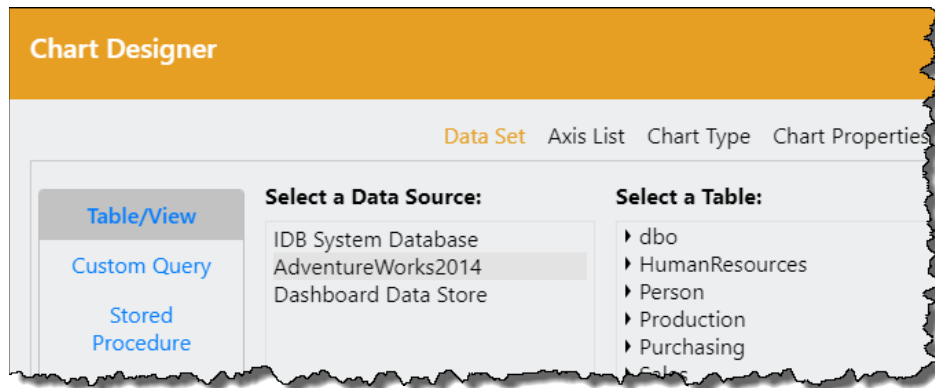 Chart Designer
Data Set Axis List Chart Type Chart Properties
Table/View
Custom Query
Stored
Procedure
Select a Data Source:
IDB System Database
AdventureWorks2014
Dashboard Data Store
Select a Table:
dbo
HumanResources
Person
Production
Purchasing